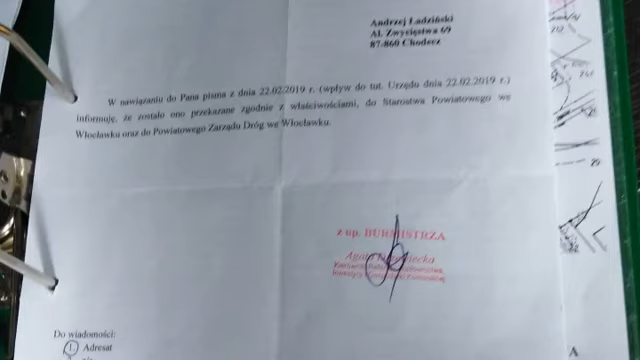 Andrzej Ładziński
Al. Zwycięstwa 69
87-860 Chodecz
W nawiązaniu do Pana pisma z dnia 22.02.2019 r. (wpływ do tut. Urzędu dnia 22.02.2019 r.)
informuję, że zostało ono przekazane zgodnie z właściwościami, do Starostwa Powiatowego we
Włocławku oraz do Powiatowego Zarządu Dróg we Włocławku.
z up. BURMISTRZA
Agata
Kierownik
Do wiadomości:
1. Adresat
A